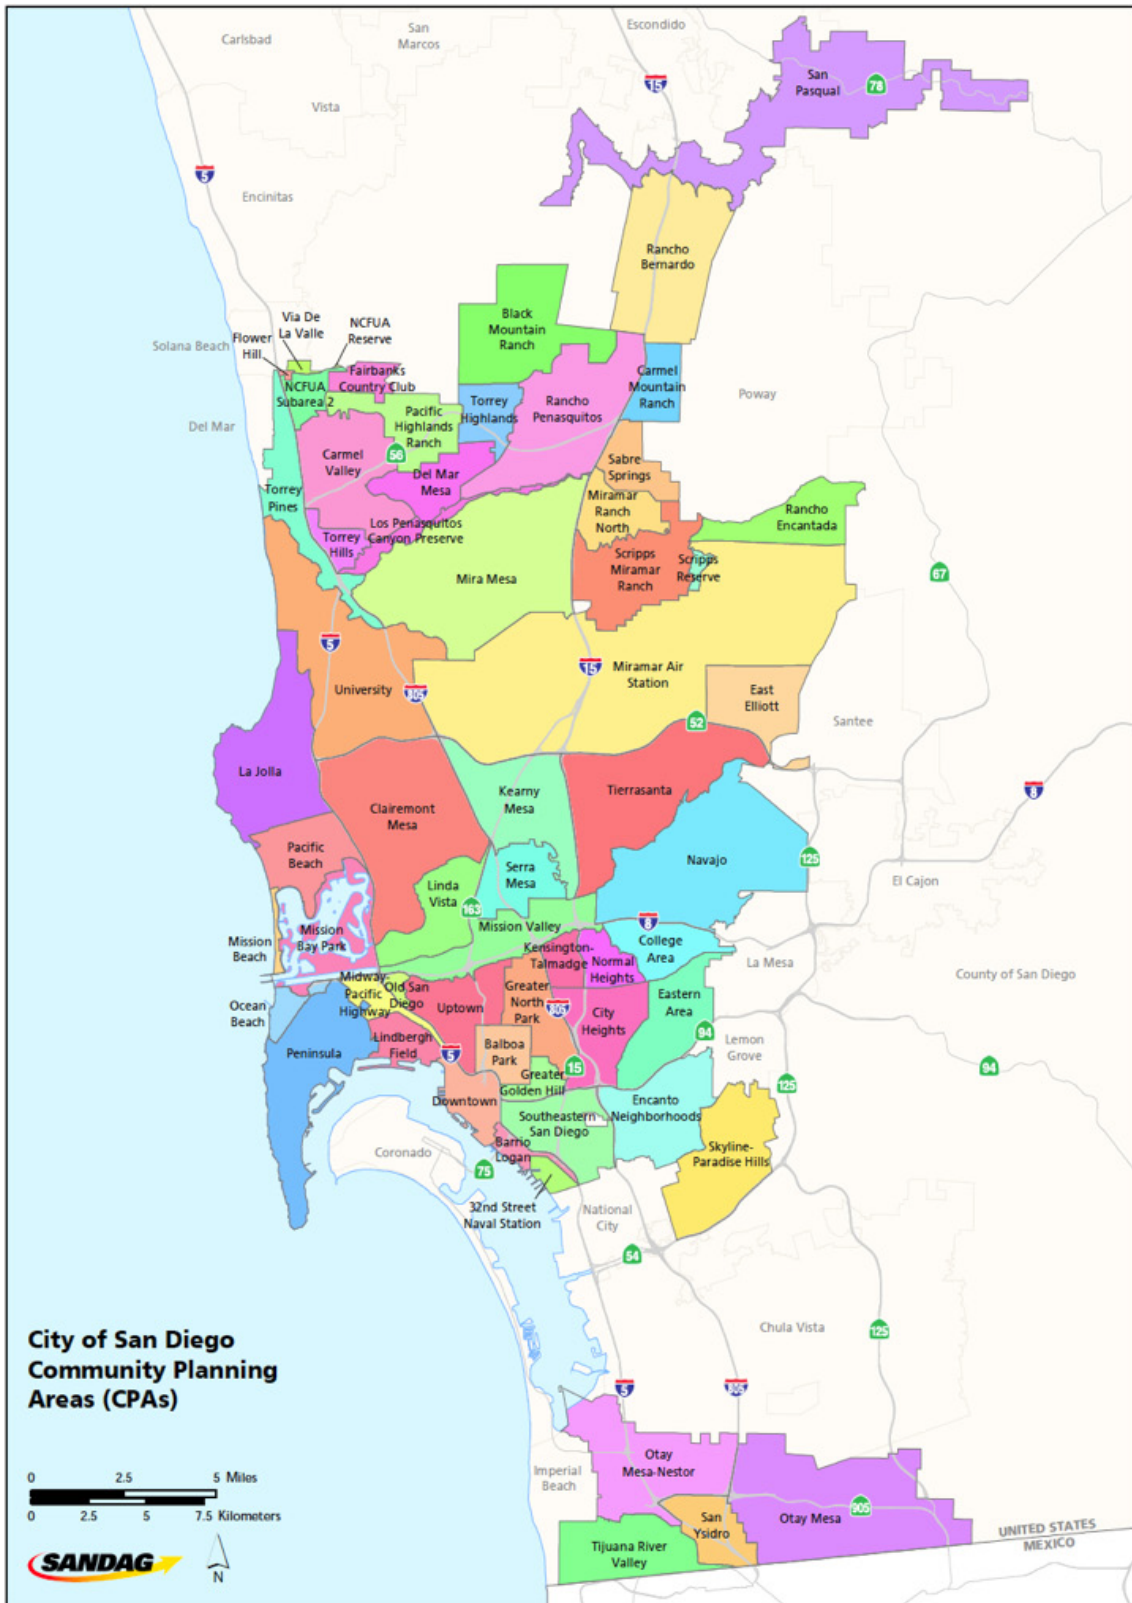 Escondido
San
Marcos
Carlsbad
San
Pasqual
78
15
Vista
5
Encinitas
Rancho
Bernardo
Via De
La Valle
NCFUA
Reserve
Black
Mountain
Ranch
Flower
Hill
Solana Beach
Fairbanks
Country Club
NCFUA
Subarea 2
Carmel
Mountain
Ranch
Poway
Torrey
Highlands
Rancho
Penasquitos
Pacific
Highlands
Ranch
Del Mar
56
Carmel
Valley
Del Mar
Mesa
Sabre
Springs
Torrey
Pines
Miramar
Ranch
North
Rancho
Encantada
Los Penasquitos
Canyon Preserve
Torrey
Hills
Scripps
Miramar
Ranch
Scripps
Reserve
67
Mira Mesa
5
15
Miramar Air
Station
University
805
East
Elliott
52
Santee
La Jolla
Kearny
Mesa
Tierrasanta
8
Clairemont
Mesa
Pacific
Beach
Serra
Mesa
Navajo
125
El Cajon
Linda
Vista
163
Mission Valley
8
Mission
Bay Park
Mission
Beach
Kensington-
Talmadge
Normal
Heights
College
Area
La Mesa
County of San Diego
Midway-
Pacific
Highway
Old San
Diego
Uptown
Greater
North
Park
805
City
Heights
Eastern
Area
Ocean
Beach
Peninsula
Lindbergh
Field
5
Balboa
Park
94
Lemon
Grove
94
15
125
Greater
Golden Hill
Downtown
Southeastern
San Diego
Encanto
Neighborhoods
Barrio
Logan
Skyline-
Paradise Hills
Coronado
75
32nd Street
Naval Station
National
City
54
Chula Vista
125
City of San Diego
Community Planning
Areas (CPAs)
5
805
Otay
Mesa-Nestor
Imperial
Beach
San
Ysidro
905
Otay Mesa
Tijuana River
Valley
UNITED STATES
MEXICO
0 2.5 5 Miles
0 2.5 5 7.5 Kilometers
SANDAG
N